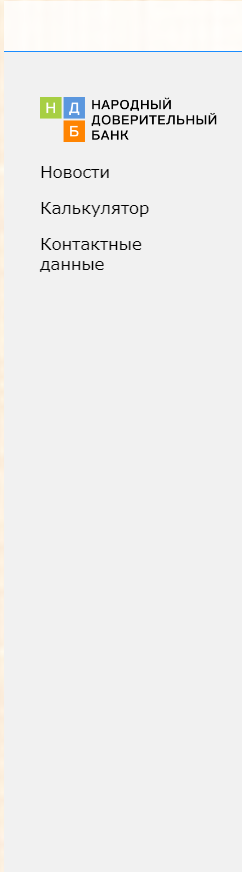 Н Д НАРОДНЫЙ
ДОВЕРИТЕЛЬНЫЙ
Б БАНК
Новости
Калькулятор
Контактные
данные